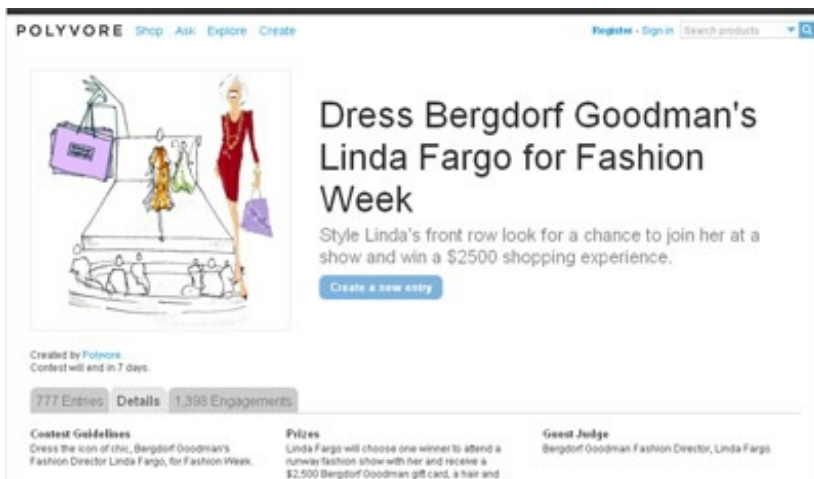 POLYVORE Shop Ask Explore Create
Register - Sign in Search products
Dress Bergdorf Goodman's
Linda Fargo for Fashion
Week
Style Linda's front row look for a chance to join her at a
show and win a $2500 shopping experience.
Create a new entry
Created by Polyvore.
Contest will end in 7 days.
777 Entries Details 1,398 Engagements
Contest Guidelines
Dress the icon of chic, Bergdorf Goodman's
Fashion Director Linda Fargo, for Fashion Week.
Prizes
Linda Fargo will choose one winner to attend a
runway fashion show with her and receive a
$2,500 Bergdorf Goodman gift card, a hair and
Guest Judge
Bergdorf Goodman Fashion Director, Linda Fargo